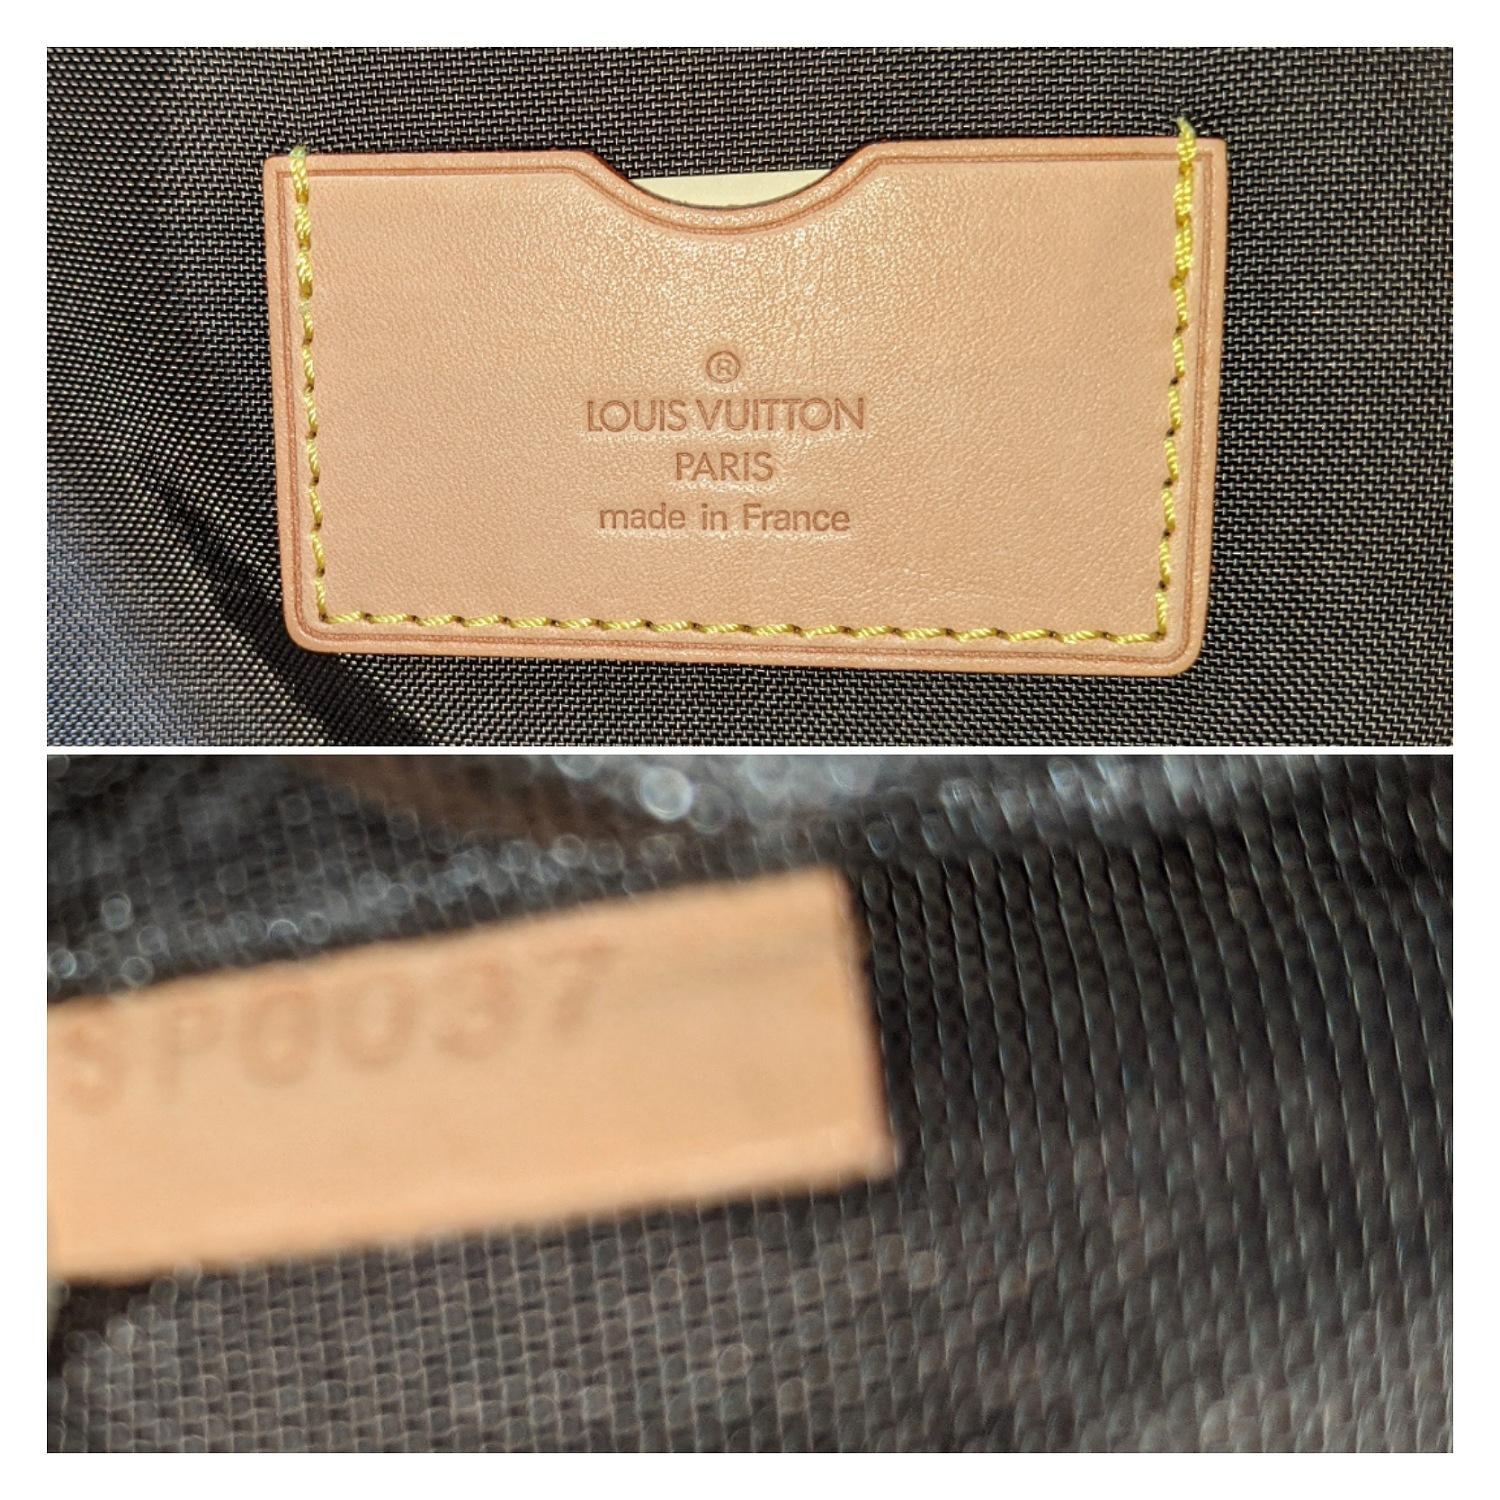 ®
LOUIS VUITTON
PARIS
made in France
SP0037